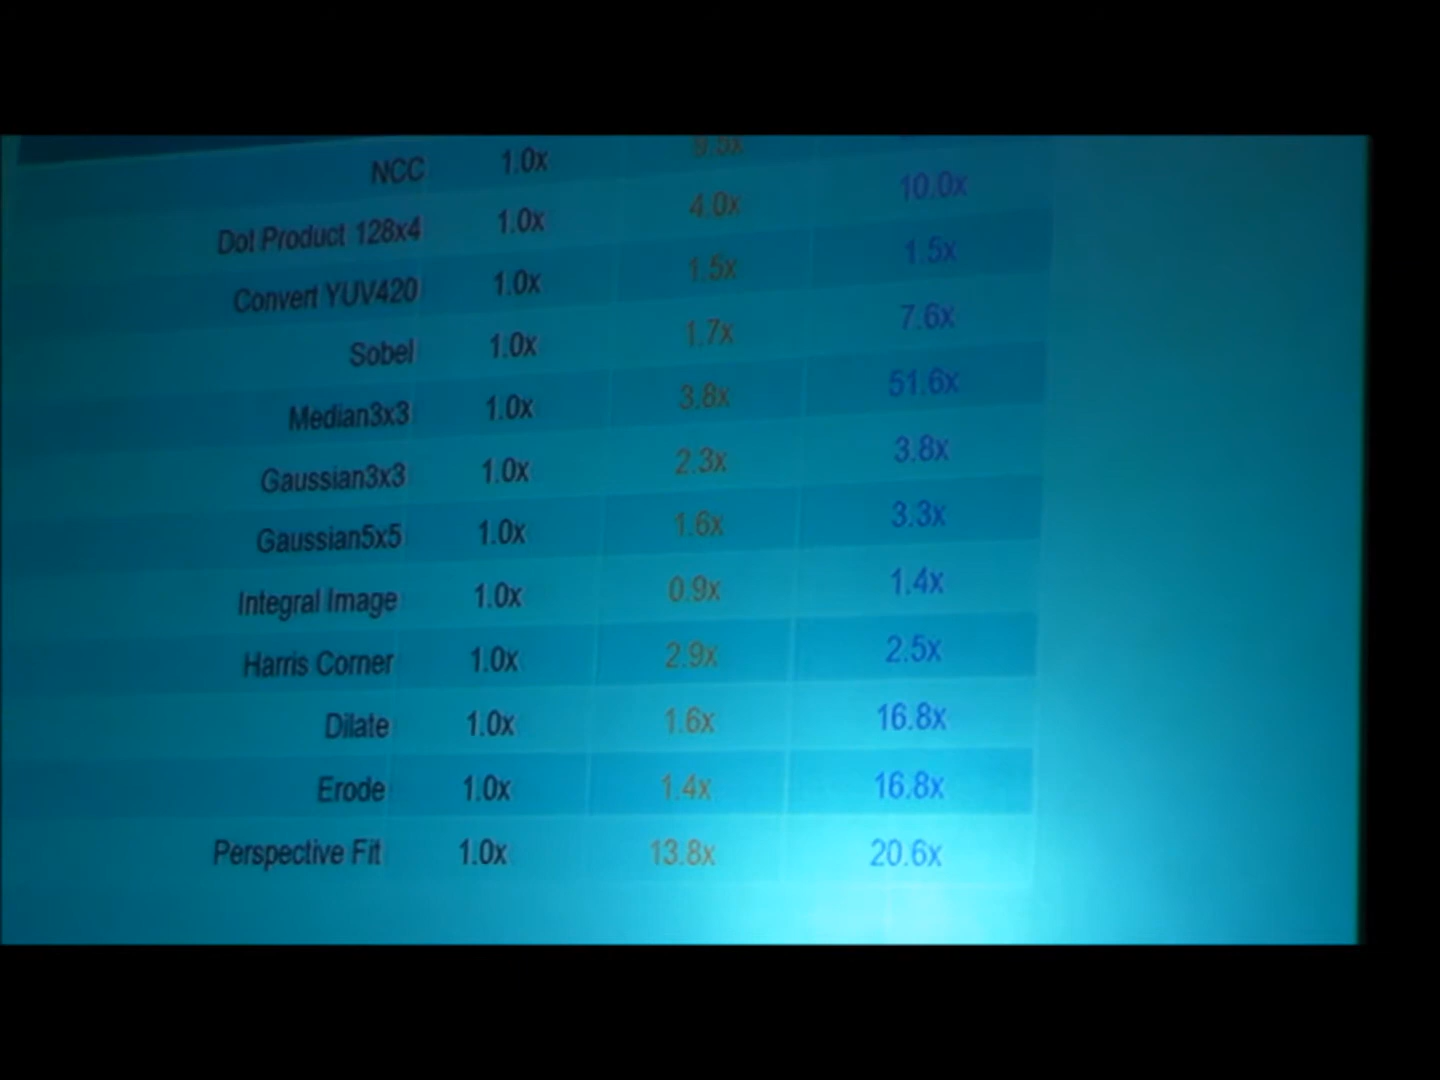 NCC 1.0x
Dot Product 128x4 1.0x 4.0x 10.0x
Convert YUV420 1.0x 1.5x 1.5x
Sobel 1.0x 1.7x 7.6x
Median3x3 1.0x 3.8x 51.6x
Gaussian3x3 1.0x 2.3x 3.8x
Gaussian5x5 1.0x 1.6x 3.3x
Integral Image 1.0x 0.9x 1.4x
Harris Corner 1.0x 2.9x 2.5x
Dilate 1.0x 1.6x 16.8x
Erode 1.0x 1.4x 16.8x
Perspective Fit 1.0x 13.8x 20.6x